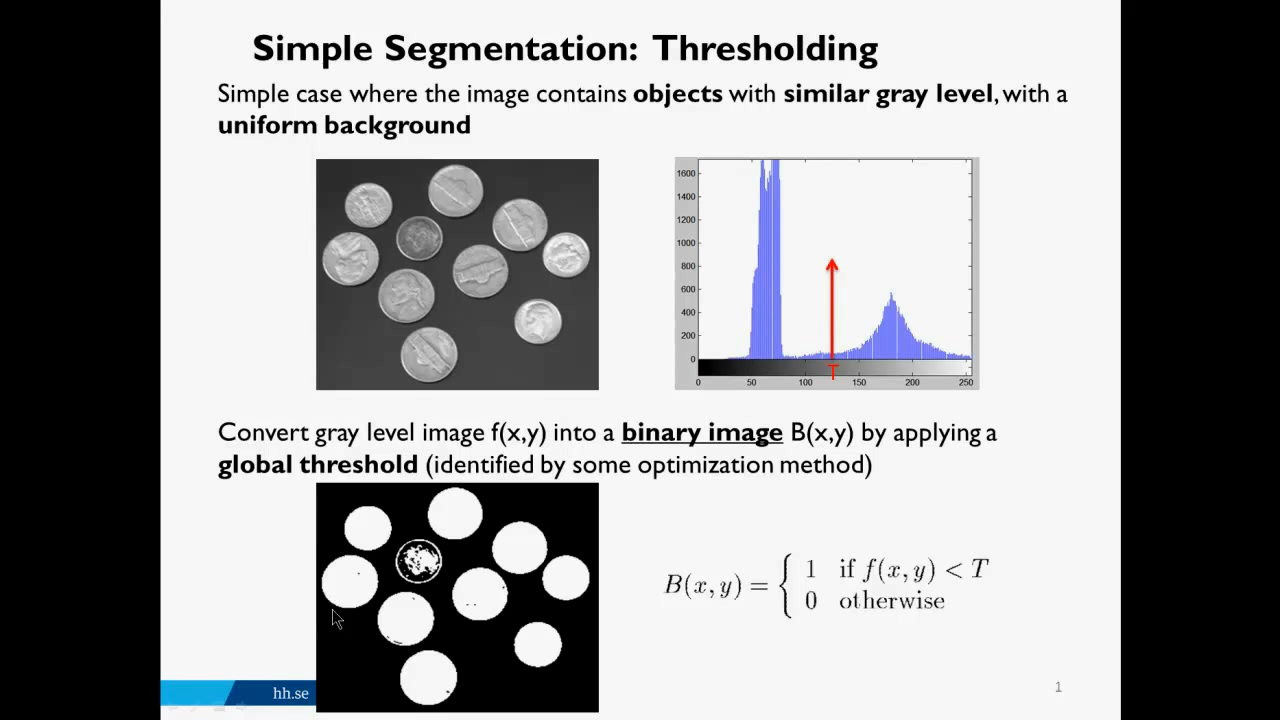 Simple Segmentation: Thresholding
Simple case where the image contains objects with similar gray level, with a
uniform background
1600
1400
1200
1000
800
600
400
200
0
T
0 50 100 150 200 250
Convert gray level image f(x,y) into a binary image B(x,y) by applying a
global threshold (identified by some optimization method)
B(x, y) = { 1 if f(x, y) < T
0 otherwise
hh.se
1